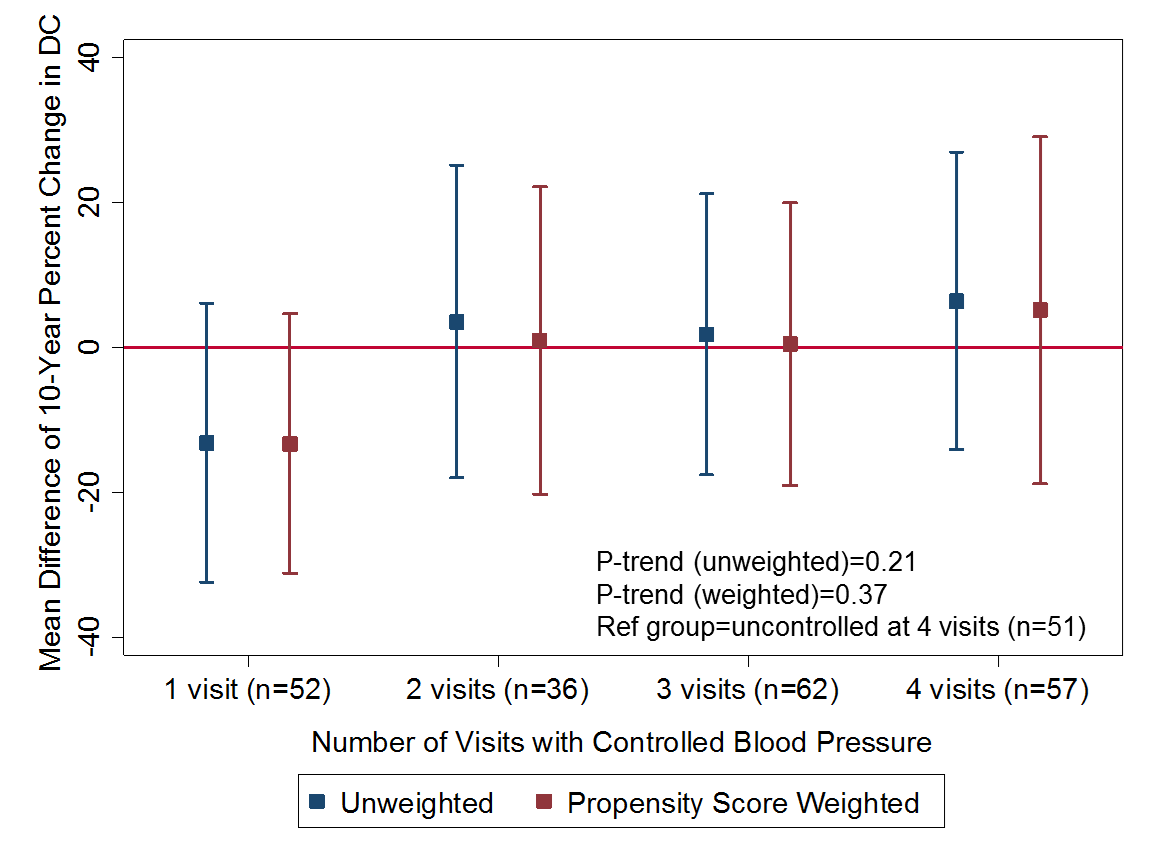 Mean Difference of 10-Year Percent Change in DC
40
20
0
-20
-40
P-trend (unweighted)=0.21
P-trend (weighted)=0.37
Ref group=uncontrolled at 4 visits (n=51)
1 visit (n=52)
2 visits (n=36)
3 visits (n=62)
4 visits (n=57)
Number of Visits with Controlled Blood Pressure
Unweighted
Propensity Score Weighted